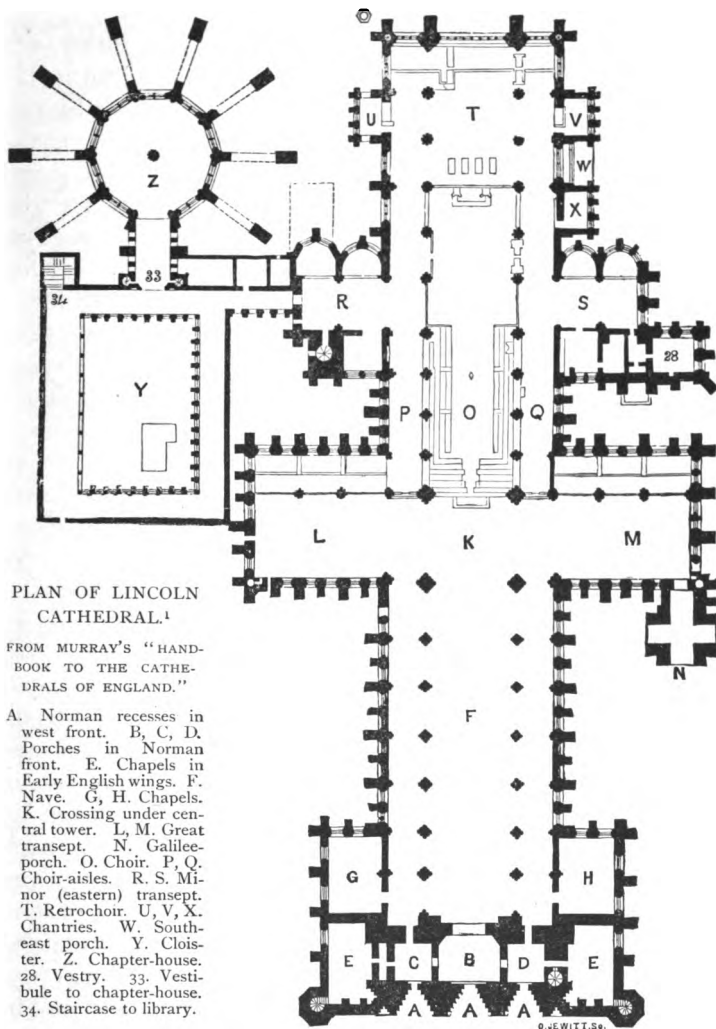 U
T
V
W
X
Z
33
34
R
S
28
Y
P
O
Q
L
K
M
N
F
G
H
E
C
B
D
E
A
A
A
O.JEWITT.Sc.
PLAN OF LINCOLN
CATHEDRAL.¹
FROM MURRAY'S "HAND-
BOOK TO THE CATHE-
DRALS OF ENGLAND."
A. Norman recesses in
west front. B, C, D.
Porches in Norman
front. E. Chapels in
Early English wings. F.
Nave. G, H. Chapels.
K. Crossing under cen-
tral tower. L, M. Great
transept. N. Galilee-
porch. O. Choir. P, Q.
Choir-aisles. R. S. Mi-
nor (eastern) transept.
T. Retrochoir. U, V, X.
Chantries. W. South-
east porch. Y. Clois-
ter. Z. Chapter-house.
28. Vestry. 33. Vesti-
bule to chapter-house.
34. Staircase to library.